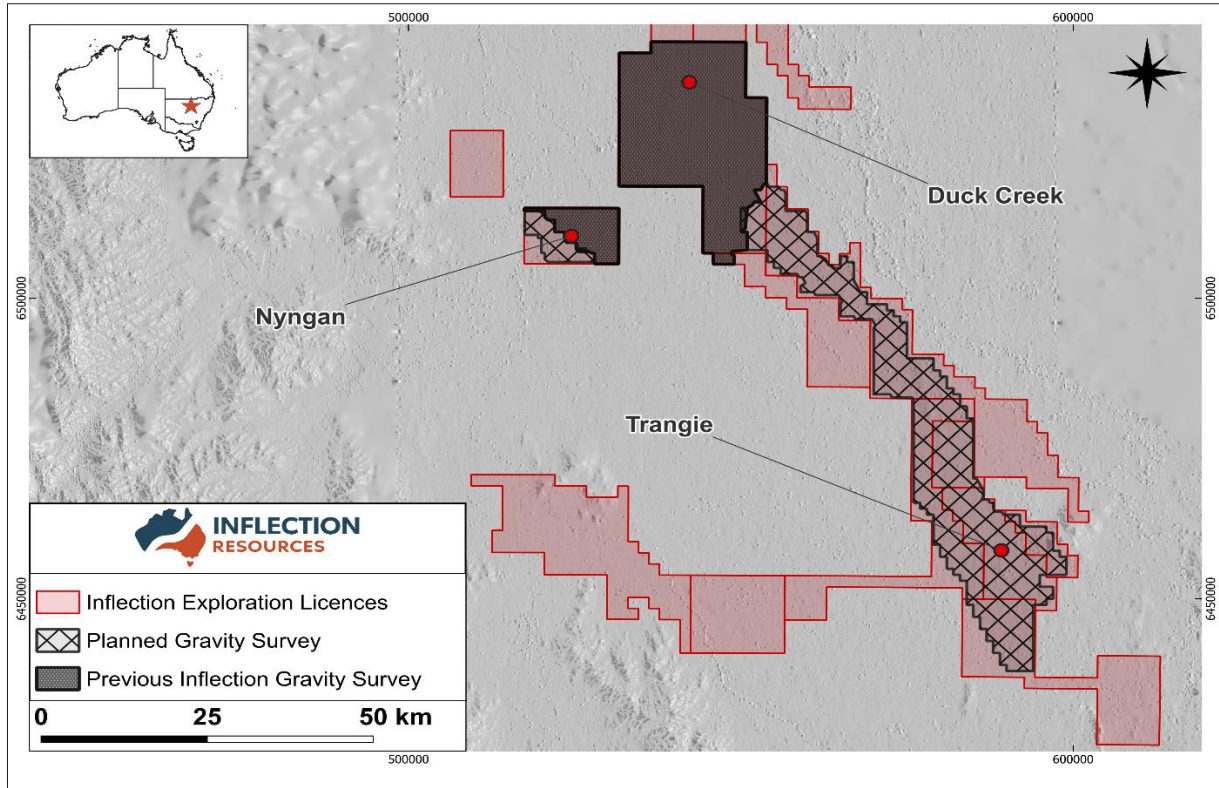 500000
600000
Duck Creek
6500000
6500000
Nyngan
Trangie
INFLECTION
RESOURCES
Inflection Exploration Licences
Planned Gravity Survey
Previous Inflection Gravity Survey
0 25 50 km
6450000
6450000
500000
600000